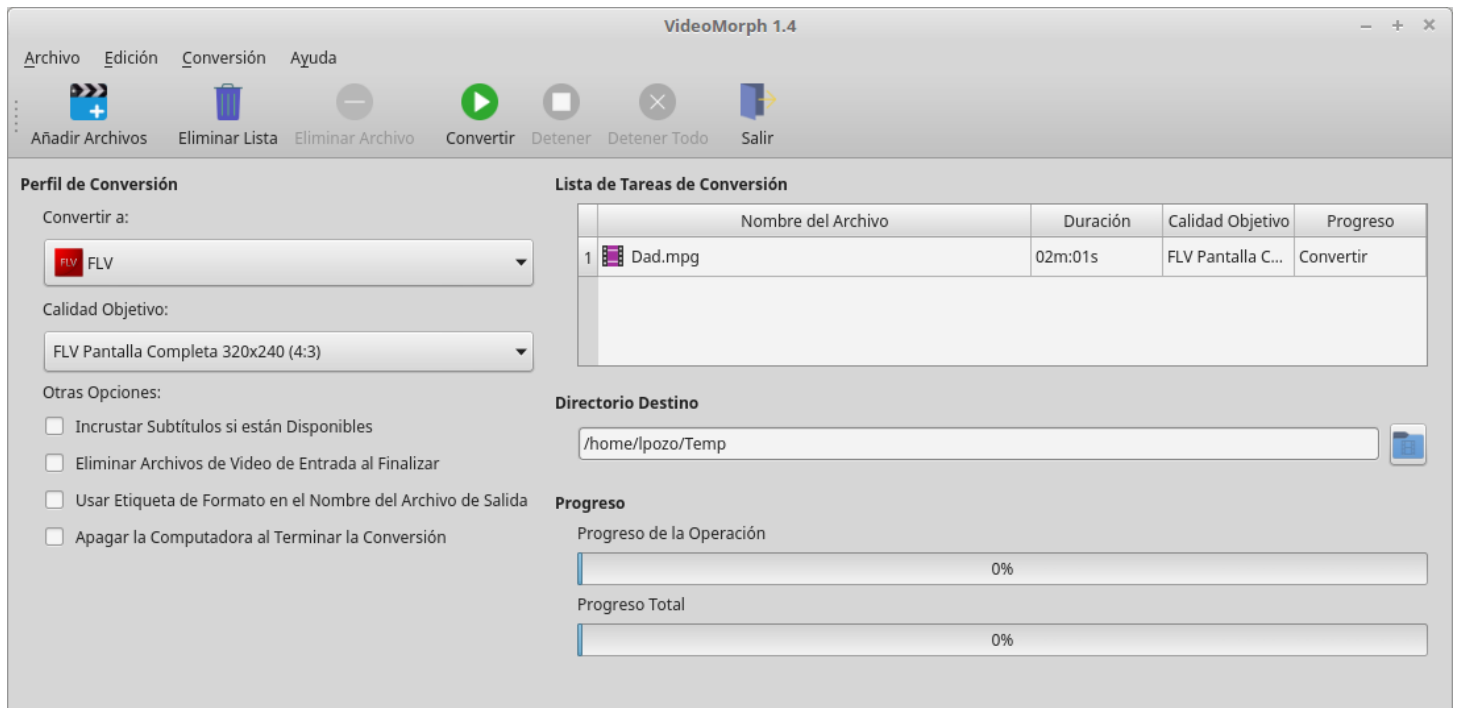 VideoMorph 1.4
Archivo Edición Conversión Ayuda
Añadir Archivos Eliminar Lista Eliminar Archivo Convertir Detener Detener Todo Salir
Perfil de Conversión
Convertir a:
FLV FLV
Calidad Objetivo:
FLV Pantalla Completa 320x240 (4:3)
Otras Opciones:
Incrustar Subtítulos si están Disponibles
Eliminar Archivos de Video de Entrada al Finalizar
Usar Etiqueta de Formato en el Nombre del Archivo de Salida
Apagar la Computadora al Terminar la Conversión
Lista de Tareas de Conversión
Nombre del Archivo Duración Calidad Objetivo Progreso
1 Dad.mpg 02m:01s FLV Pantalla C... Convertir
Directorio Destino
/home/lpozo/Temp
Progreso
Progreso de la Operación
0%
Progreso Total
0%